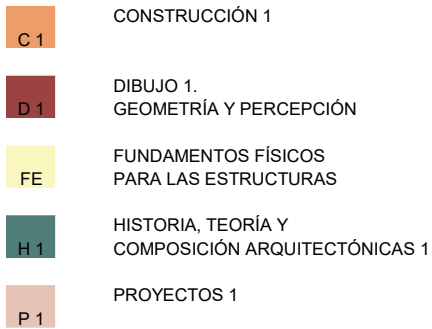 CONSTRUCCIÓN 1
C 1
DIBUJO 1.
D 1
GEOMETRÍA Y PERCEPCIÓN
FUNDAMENTOS FÍSICOS
FE
PARA LAS ESTRUCTURAS
HISTORIA, TEORÍA Y
H 1
COMPOSICIÓN ARQUITECTÓNICAS 1
PROYECTOS 1
P 1